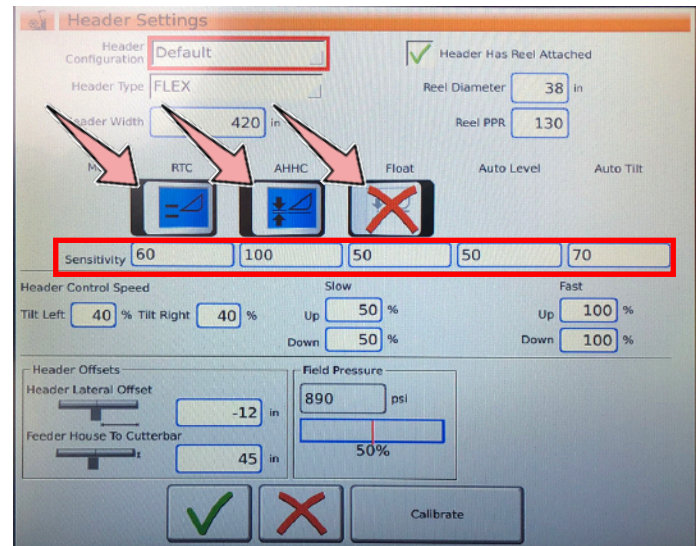 Header Settings
Header Configuration Default
Header Has Reel Attached
Header Type FLEX
Reel Diameter 38 in
Header Width 420 in
Reel PPR 130
RTC AHHC Float Auto Level Auto Tilt
Sensitivity 60 100 50 50 70
Header Control Speed Slow Fast
Tilt Left 40 % Tilt Right 40 % Up 50 % Up 100 %
Down 50 % Down 100 %
Header Offsets Field Pressure
Header Lateral Offset
890 psi
-12 in
Feeder House To Cutterbar
50%
45 in
Calibrate